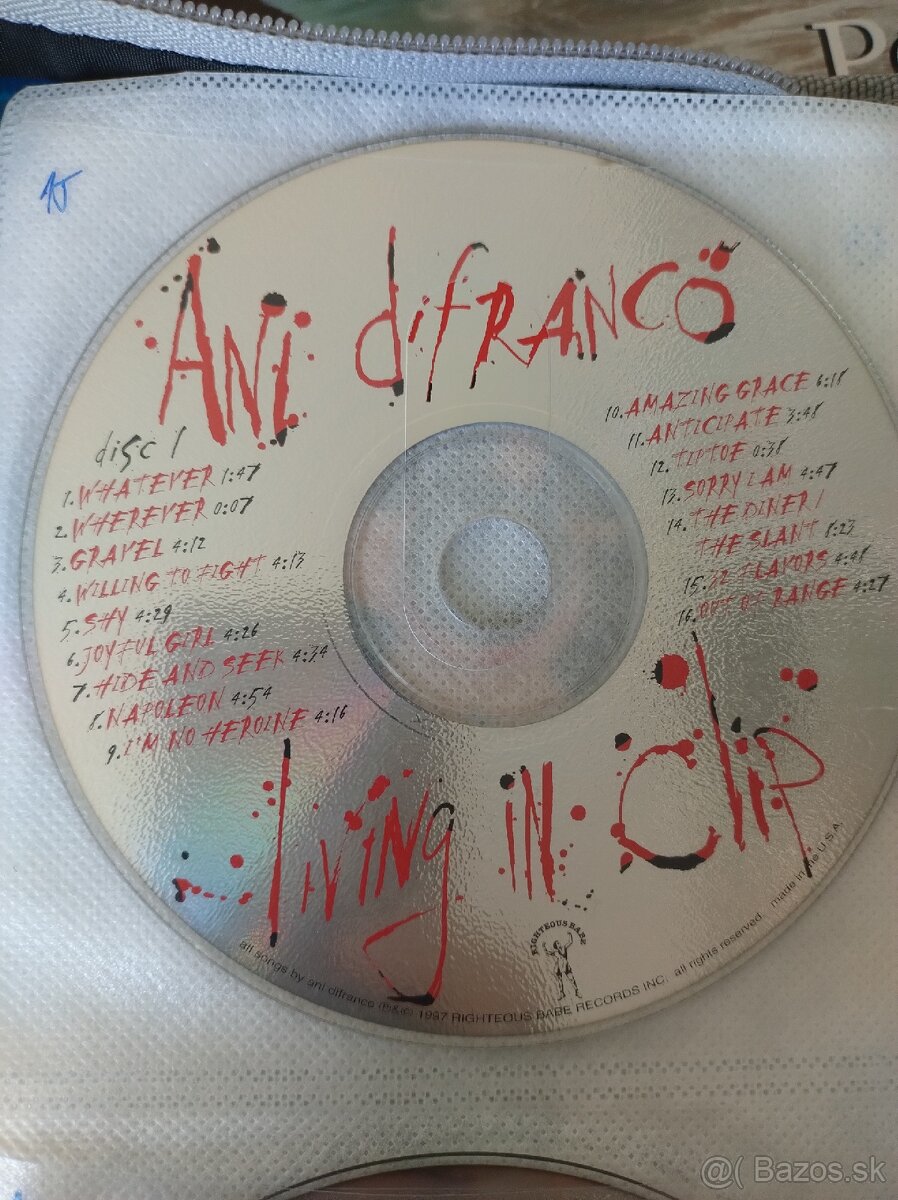 Pe
15
ANI difRANCO
disc 1
1. WHATEVER 1:47
2. WHEREVER 0:07
3. GRAVEL 4:12
4. WILLING TO FIGHT 4:13
5. SHY 4:29
6. JOYFUL GIRL 4:26
7. HIDE AND SEEK 4:34
8. NAPOLEON 4:54
9. I'M NO HEROINE 4:16
10. AMAZING GRACE 6:18
11. ANTICIPATE 3:48
12. TIPTOE 0:38
13. SORRY I AM 4:47
14. THE DINER /
THE SLANT 8:23
15. 32 FLAVORS 4:48
16. OUT OF RANGE 4:27
LIVING IN CLIP
RIGHTEOUS BABE
all songs by ani difranco ℗&© 1997 RIGHTEOUS BABE RECORDS INC. all rights reserved. made in the U.S.A.
@( Bazos.sk